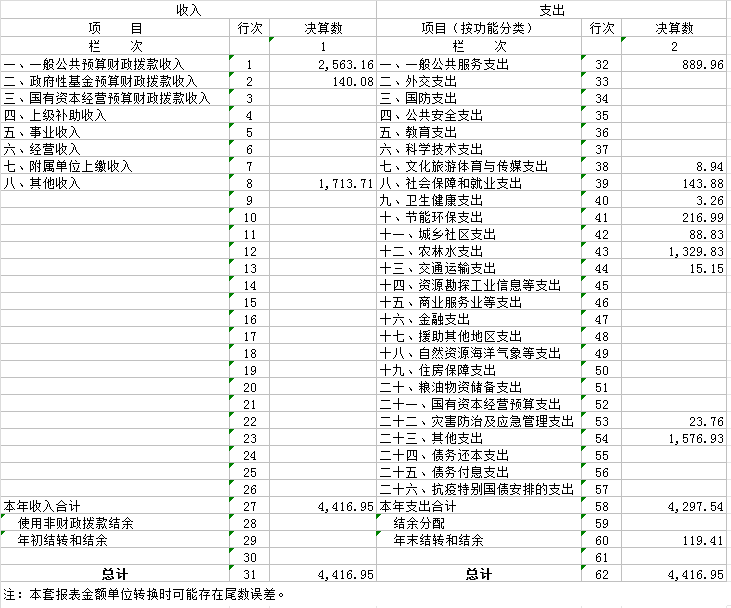 收入 支出
项 目 行次 决算数 项目（按功能分类） 行次 决算数
栏 次 1 栏 次 2
一、一般公共预算财政拨款收入 1 2,563.16 一、一般公共服务支出 32 889.96
二、政府性基金预算财政拨款收入 2 140.08 二、外交支出 33
三、国有资本经营预算财政拨款收入 3 三、国防支出 34
四、上级补助收入 4 四、公共安全支出 35
五、事业收入 5 五、教育支出 36
六、经营收入 6 六、科学技术支出 37
七、附属单位上缴收入 7 七、文化旅游体育与传媒支出 38 8.94
八、其他收入 8 1,713.71 八、社会保障和就业支出 39 143.88
9 九、卫生健康支出 40 3.26
10 十、节能环保支出 41 216.99
11 十一、城乡社区支出 42 88.83
12 十二、农林水支出 43 1,329.83
13 十三、交通运输支出 44 15.15
14 十四、资源勘探工业信息等支出 45
15 十五、商业服务业等支出 46
16 十六、金融支出 47
17 十七、援助其他地区支出 48
18 十八、自然资源海洋气象等支出 49
19 十九、住房保障支出 50
20 二十、粮油物资储备支出 51
21 二十一、国有资本经营预算支出 52
22 二十二、灾害防治及应急管理支出 53 23.76
23 二十三、其他支出 54 1,576.93
24 二十四、债务还本支出 55
25 二十五、债务付息支出 56
26 二十六、抗疫特别国债安排的支出 57
本年收入合计 27 4,416.95 本年支出合计 58 4,297.54
使用非财政拨款结余 28 结余分配 59
年初结转和结余 29 年末结转和结余 60 119.41
30 61
总计 31 4,416.95 总计 62 4,416.95
注：本套报表金额单位转换时可能存在尾数误差。